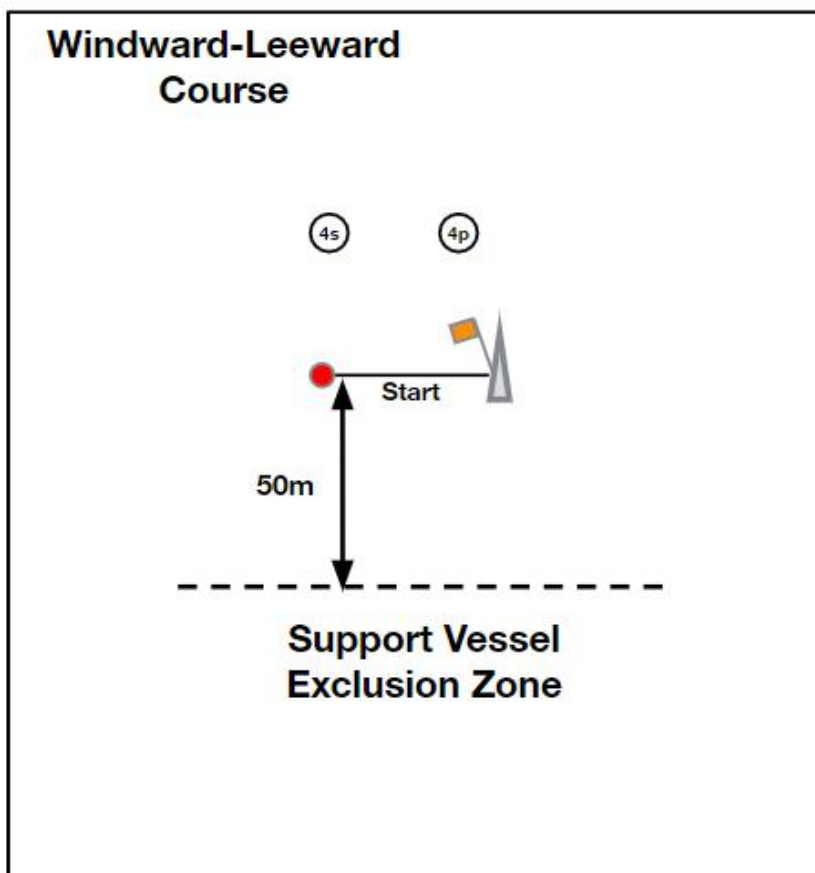 Windward-Leeward
Course
4s
4p
Start
50m
Support Vessel
Exclusion Zone